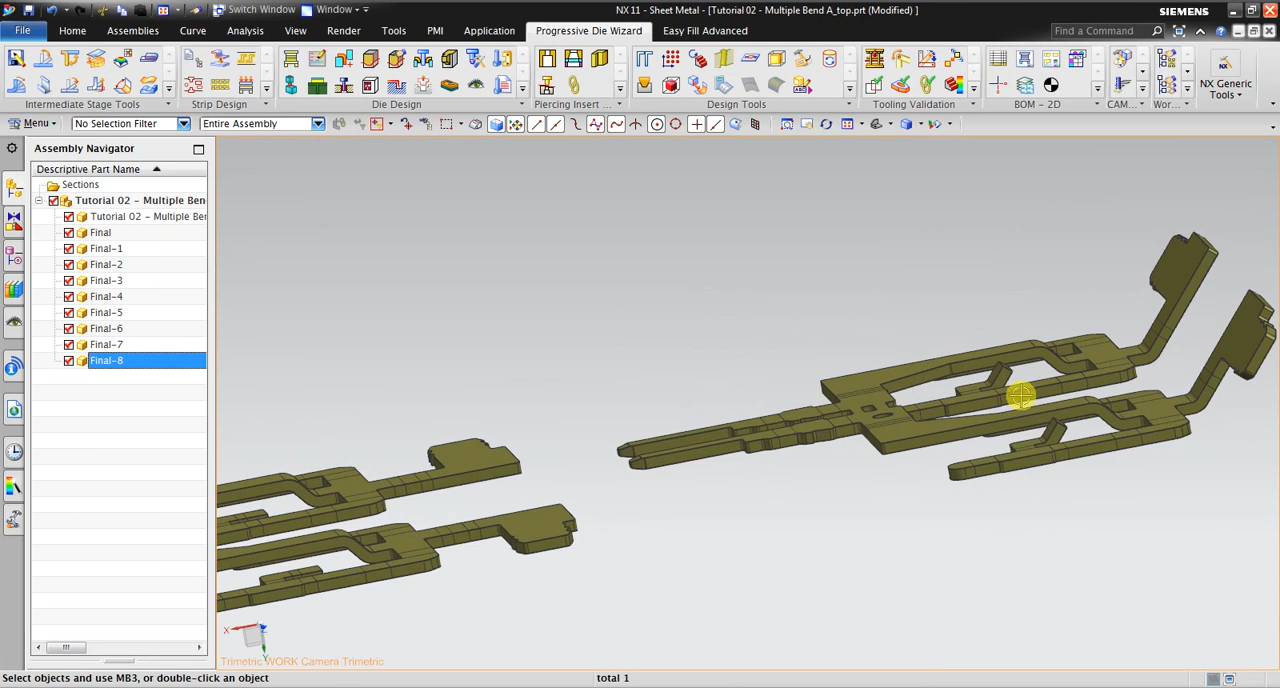 Switch Window
Window
NX 11 - Sheet Metal - [Tutorial 02 - Multiple Bend A_top.prt (Modified) ]
SIEMENS
File
Home
Assemblies
Curve
Analysis
View
Render
Tools
PMI
Application
Progressive Die Wizard
Easy Fill Advanced
Find a Command
Intermediate Stage Tools
Strip Design
Die Design
Piercing Insert ...
Design Tools
Tooling Validation
BOM - 2D
CAM...
Wor...
NX Generic
Tools
Menu
No Selection Filter
Entire Assembly
Assembly Navigator
Descriptive Part Name
Sections
Tutorial 02 - Multiple Ben
Tutorial 02 - Multiple Ber
Final
Final-1
Final-2
Final-3
Final-4
Final-5
Final-6
Final-7
Final-8
X
Z
Y
Trimetric WORK Camera Trimetric
Select objects and use MB3, or double-click an object
total 1